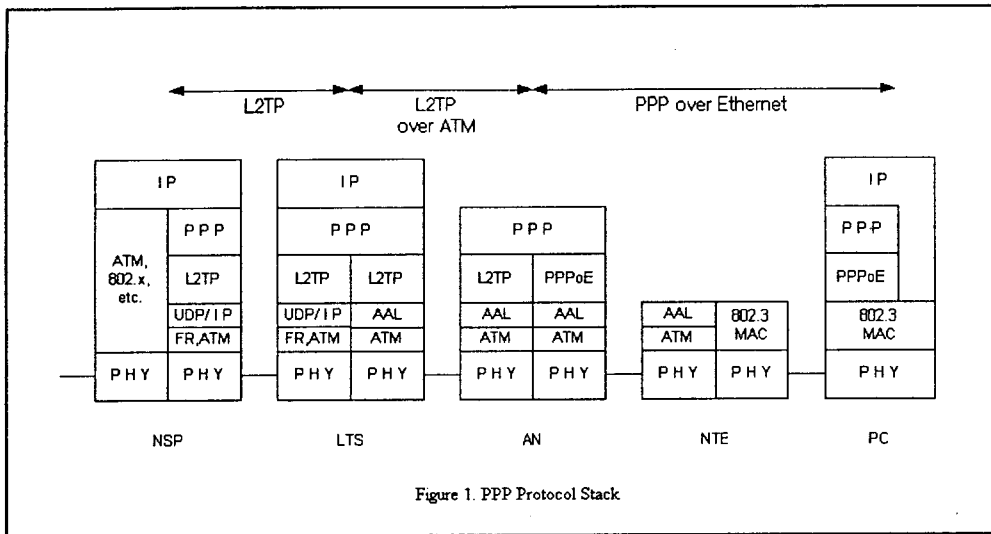 L2TP
L2TP
over ATM
PPP over Ethernet
IP
IP
IP
PPP
PPP
PPP
PPP
ATM,
802.x,
etc.
L2TP
L2TP
L2TP
L2TP
PPPoE
PPPoE
UDP/IP
UDP/IP
AAL
AAL
AAL
AAL
802.3
MAC
802.3
MAC
FR,ATM
FR,ATM
ATM
ATM
ATM
ATM
PHY
PHY
PHY
PHY
PHY
PHY
PHY
PHY
PHY
NSP
LTS
AN
NTE
PC
Figure 1. PPP Protocol Stack